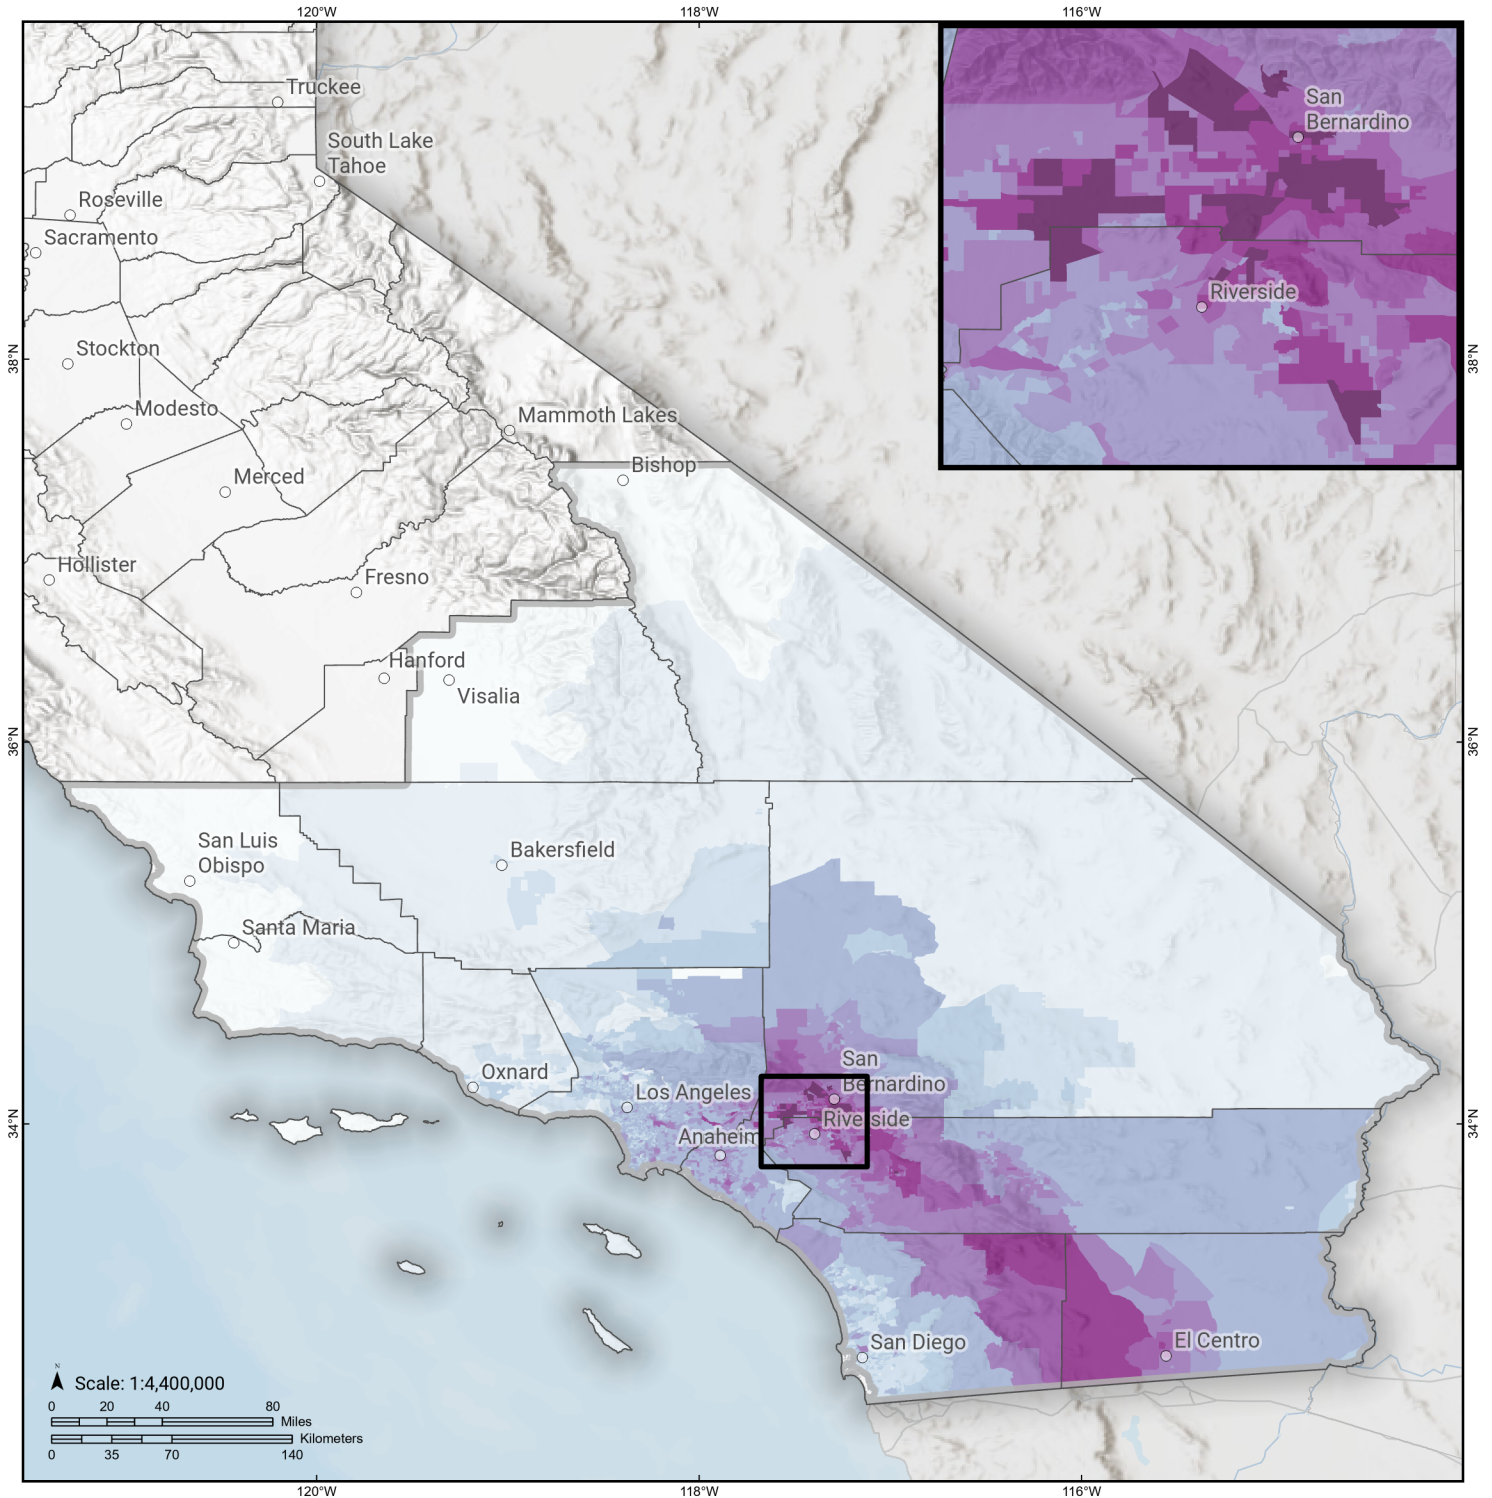 120°W
118°W
116°W
Truckee
South Lake
Tahoe
Roseville
Sacramento
San
Bernardino
Riverside
Stockton
38°N
38°N
Modesto
Mammoth Lakes
Merced
Bishop
Hollister
Fresno
Hanford
Visalia
36°N
36°N
San Luis
Obispo
Bakersfield
Santa Maria
San
Bernardino
Oxnard
Los Angeles
Riverside
Anaheim
34°N
34°N
San Diego
El Centro
N
Scale: 1:4,400,000
0 20 40 80
Miles
Kilometers
0 35 70 140
120°W
118°W
116°W